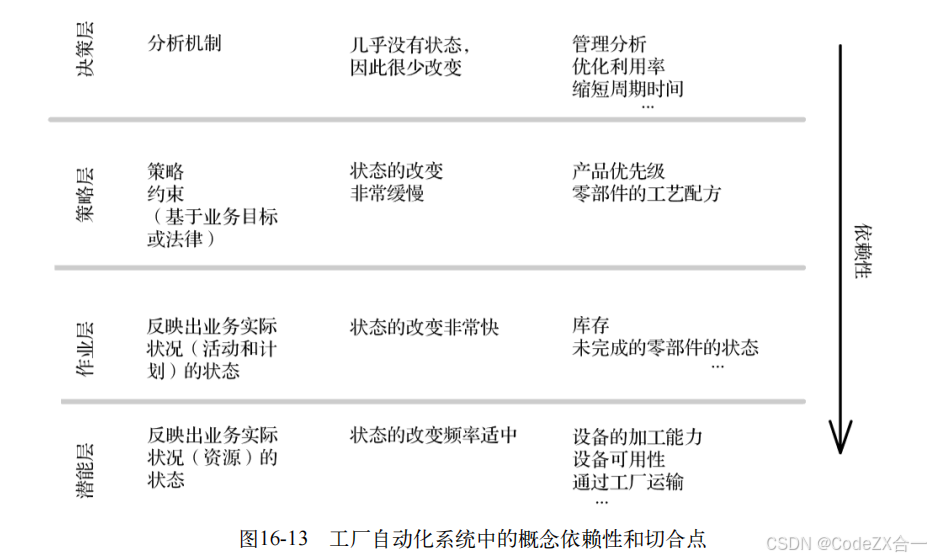 决策层
分析机制
几乎没有状态，
因此很少改变
管理分析
优化利用率
缩短周期时间
…
策略层
策略
约束
（基于业务目标
或法律）
状态的改变
非常缓慢
产品优先级
零部件的工艺配方
作业层
反映出业务实际
状况（活动和计
划）的状态
状态的改变非常快
库存
未完成的零部件的状态
…
潜能层
反映出业务实际
状况（资源）的
状态
状态的改变频率适中
设备的加工能力
设备可用性
通过工厂运输
…
依赖性
图16-13 工厂自动化系统中的概念依赖性和切合点
CSDN @CodeZX合一